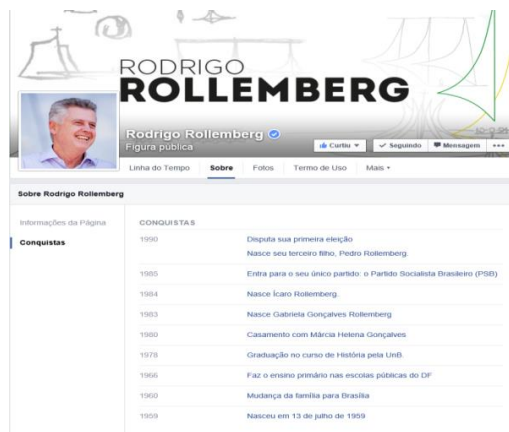 RODRIGO
ROLLEMBERG
Rodrigo Rollemberg
Figura pública
Curtiu
Seguindo
Mensagem
Linha do Tempo
Sobre
Fotos
Termo de Uso
Mais
Sobre Rodrigo Rollemberg
Informações da Página
Conquistas
CONQUISTAS
1990 Disputa sua primeira eleição
Nasce seu terceiro filho, Pedro Rollemberg.
1985 Entra para o seu único partido: o Partido Socialista Brasileiro (PSB)
1984 Nasce Ícaro Rollemberg.
1983 Nasce Gabriela Gonçalves Rollemberg
1980 Casamento com Márcia Helena Gonçalves
1978 Graduação no curso de História pela UnB.
1966 Faz o ensino primário nas escolas públicas do DF
1960 Mudança da família para Brasília
1959 Nasceu em 13 de julho de 1959